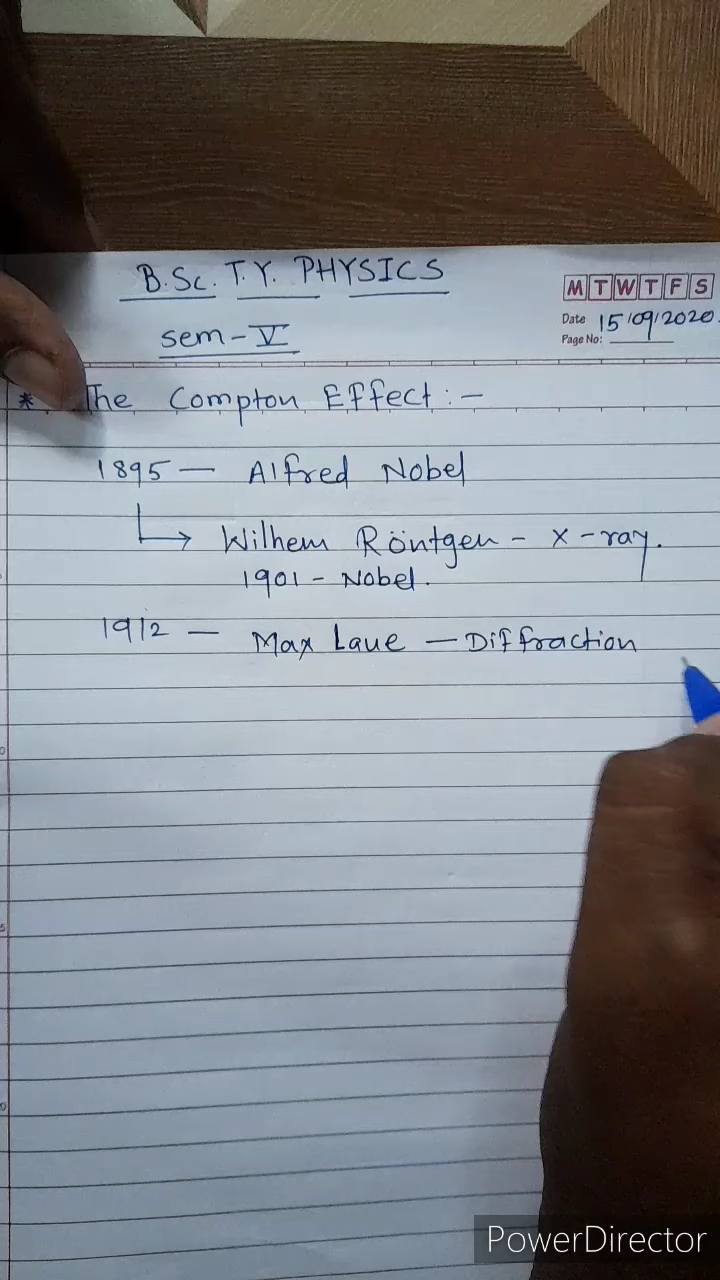 B.Sc. T.Y. PHYSICS
M T W T F S
Date 15/09/2020.
Page No:
Sem - V
* The Compton Effect :-
1895 — Alfred Nobel
Wilhem Röntgen - X-ray.
1901 - Nobel.
1912 — Max Laue — Diffraction
PowerDirector